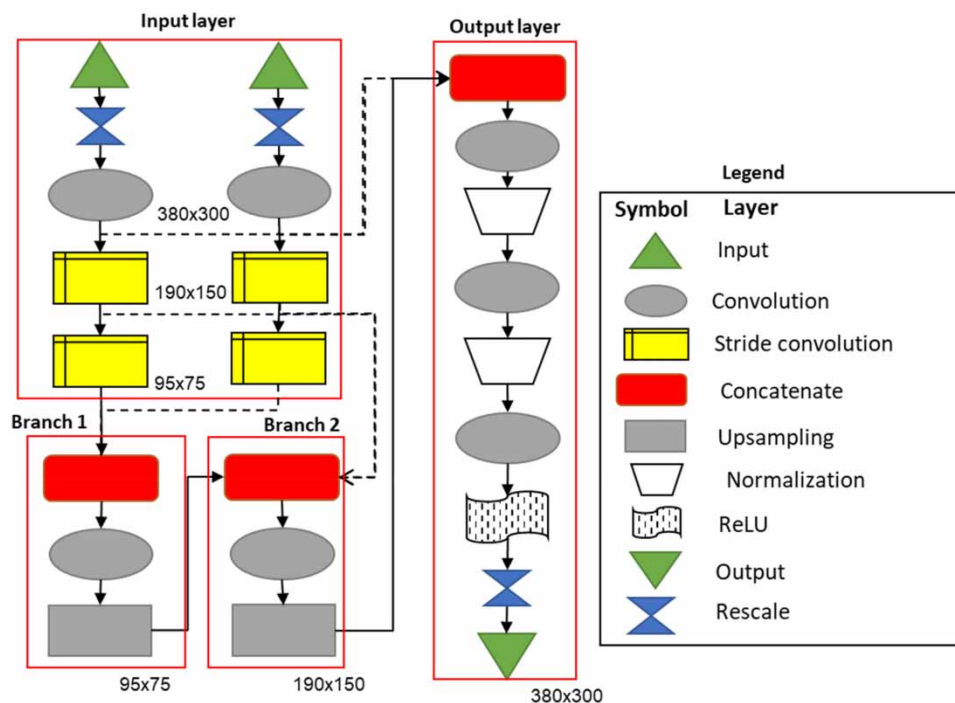 Input layer
380x300
190x150
95x75
Branch 1
95x75
Branch 2
190x150
Output layer
380x300
Legend
Symbol Layer
Input
Convolution
Stride convolution
Concatenate
Upsampling
Normalization
ReLU
Output
Rescale